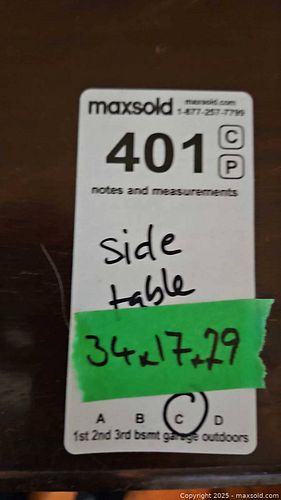 maxsold maxsold.com
1-877-257-7799
401 C
P
notes and measurements
side
table
34x17x29
A B C D
1st 2nd 3rd bsmt garage outdoors
Copyright 2025 - maxsold.com